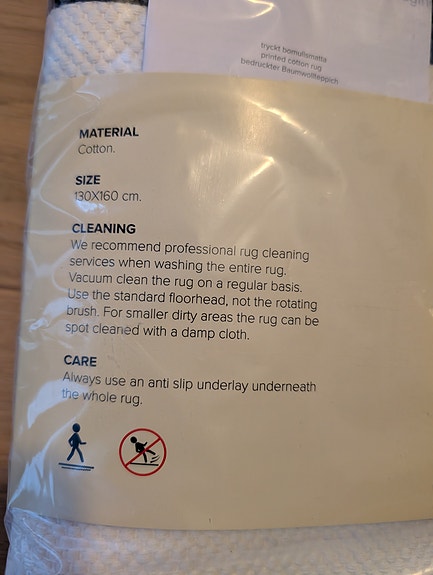 tryckt bomullsmatta
printed cotton rug
bedruckter Baumwollteppich
MATERIAL
Cotton.
SIZE
130X160 cm.
CLEANING
We recommend professional rug cleaning
services when washing the entire rug.
Vacuum clean the rug on a regular basis.
Use the standard floorhead, not the rotating
brush. For smaller dirty areas the rug can be
spot cleaned with a damp cloth.
CARE
Always use an anti slip underlay underneath
the whole rug.